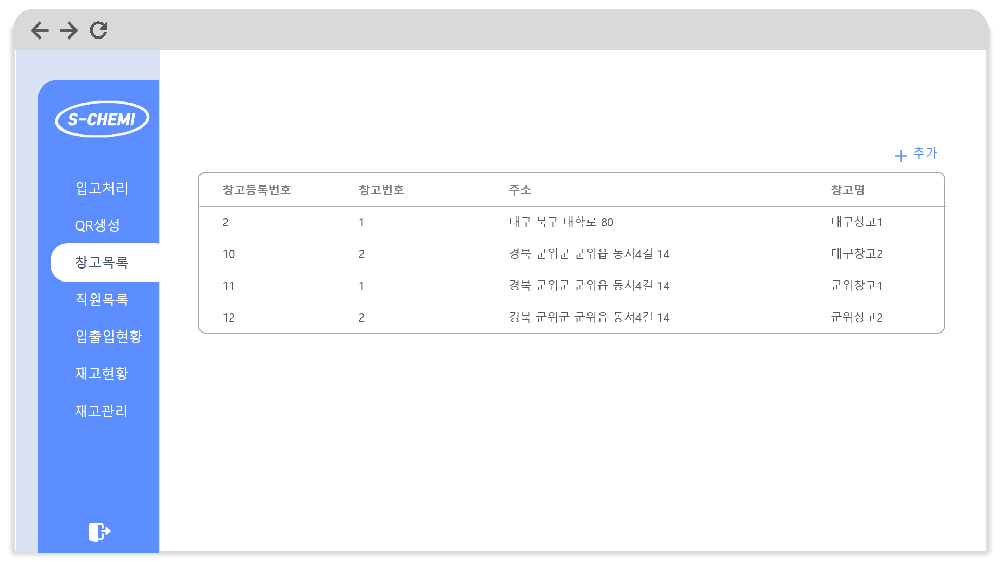 S-CHEMI
입고처리
QR생성
창고목록
직원목록
입출입현황
재고현황
재고관리
추가
창고등록번호 창고번호 주소 창고명
2 1 대구 북구 대학로 80 대구창고1
10 2 경북 군위군 군위읍 동서4길 14 대구창고2
11 1 경북 군위군 군위읍 동서4길 14 군위창고1
12 2 경북 군위군 군위읍 동서4길 14 군위창고2